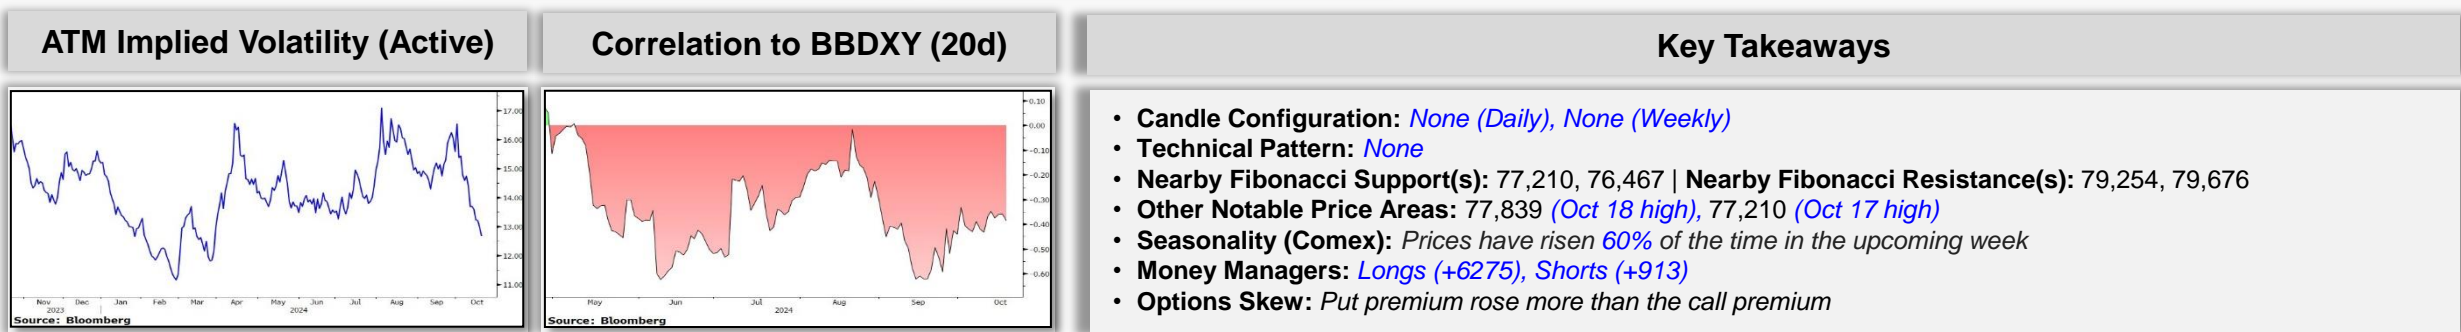 ATM Implied Volatility (Active)
17.00
16.00
15.00
14.00
13.00
12.00
11.00
Nov Dec Jan Feb Mar Apr May Jun Jul Aug Sep Oct
2023 2024
Source: Bloomberg
Correlation to BBDXY (20d)
0.10
0.00
-0.10
-0.20
-0.30
-0.40
-0.50
-0.60
May Jun Jul Aug Sep Oct
2024
Source: Bloomberg
Key Takeaways
• Candle Configuration: None (Daily), None (Weekly)
• Technical Pattern: None
• Nearby Fibonacci Support(s): 77,210, 76,467 | Nearby Fibonacci Resistance(s): 79,254, 79,676
• Other Notable Price Areas: 77,839 (Oct 18 high), 77,210 (Oct 17 high)
• Seasonality (Comex): Prices have risen 60% of the time in the upcoming week
• Money Managers: Longs (+6275), Shorts (+913)
• Options Skew: Put premium rose more than the call premium